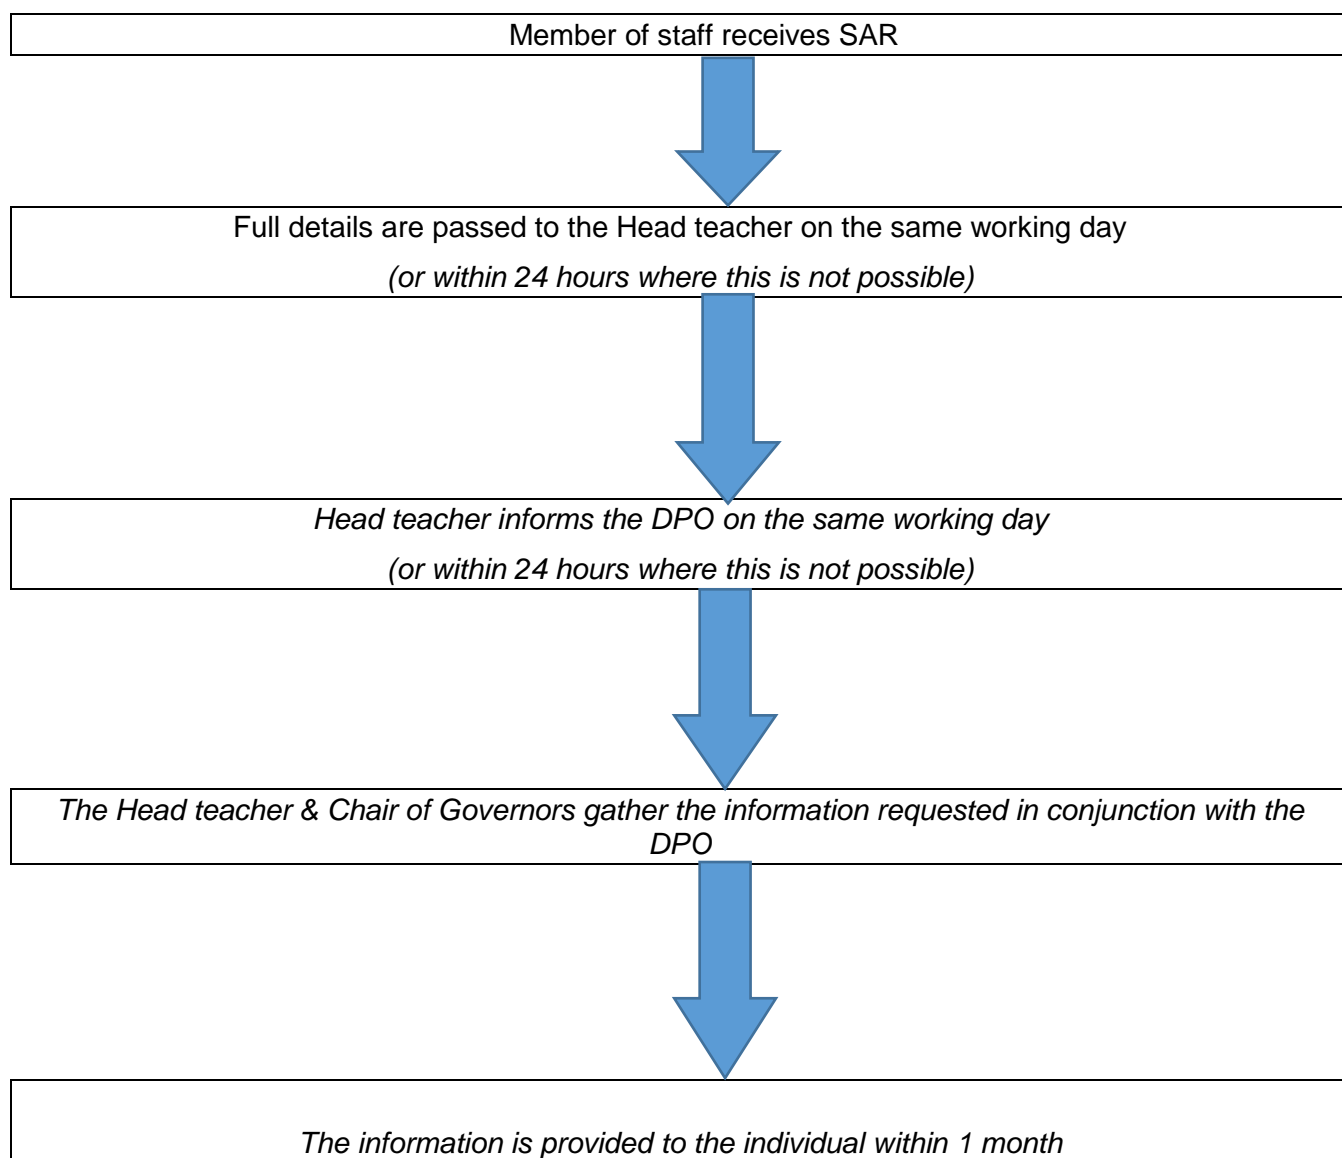 Member of staff receives SAR
Full details are passed to the Head teacher on the same working day
(or within 24 hours where this is not possible)
Head teacher informs the DPO on the same working day
(or within 24 hours where this is not possible)
The Head teacher & Chair of Governors gather the information requested in conjunction with the
DPO
The information is provided to the individual within 1 month